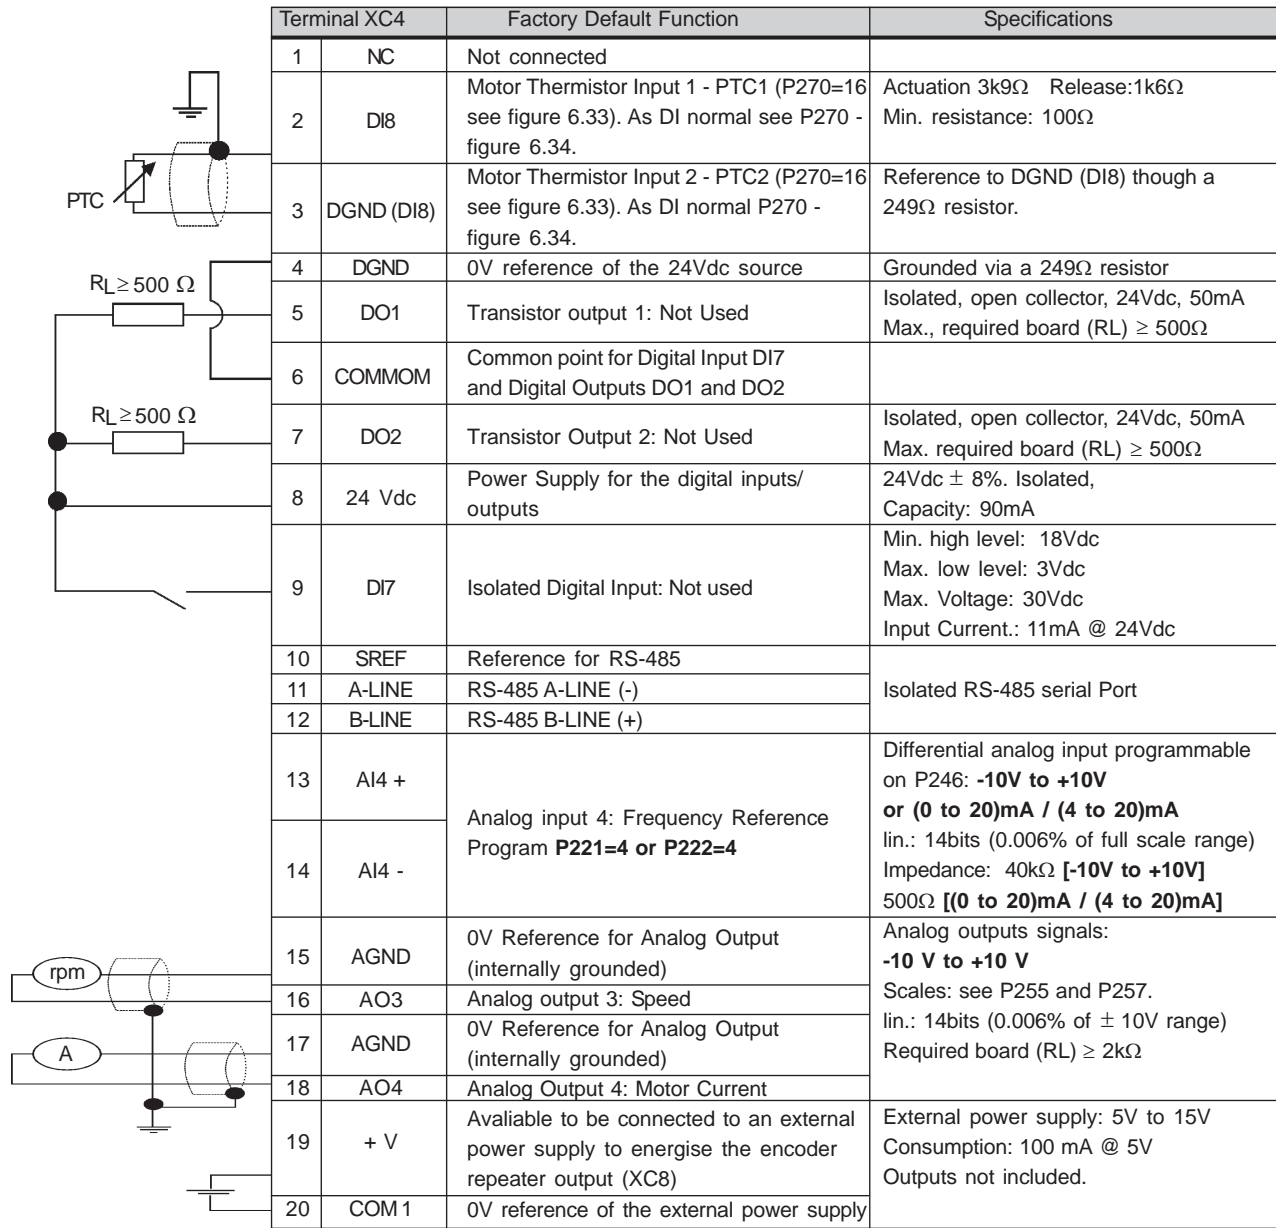 Terminal XC4 Factory Default Function Specifications
1 NC Not connected
2 DI8 Motor Thermistor Input 1 - PTC1 (P270=16
see figure 6.33). As DI normal see P270 -
figure 6.34.
Actuation 3k9Ω Release:1k6Ω
Min. resistance: 100Ω
PTC
3 DGND (DI8) Motor Thermistor Input 2 - PTC2 (P270=16
see figure 6.33). As DI normal P270 -
figure 6.34.
Reference to DGND (DI8) though a
249Ω resistor.
4 DGND 0V reference of the 24Vdc source Grounded via a 249Ω resistor
RL≥500 Ω
5 DO1 Transistor output 1: Not Used
Isolated, open collector, 24Vdc, 50mA
Max., required board (RL) ≥ 500Ω
6 COMMOM Common point for Digital Input DI7
and Digital Outputs DO1 and DO2
RL≥500 Ω
7 DO2 Transistor Output 2: Not Used
Isolated, open collector, 24Vdc, 50mA
Max. required board (RL) ≥ 500Ω
8 24 Vdc Power Supply for the digital inputs/
outputs
24Vdc ± 8%. Isolated,
Capacity: 90mA
9 DI7 Isolated Digital Input: Not used
Min. high level: 18Vdc
Max. low level: 3Vdc
Max. Voltage: 30Vdc
Input Current.: 11mA @ 24Vdc
10 SREF Reference for RS-485
11 A-LINE RS-485 A-LINE (-)
12 B-LINE RS-485 B-LINE (+)
Isolated RS-485 serial Port
13 AI4 +
14 AI4 -
Analog input 4: Frequency Reference
Program P221=4 or P222=4
Differential analog input programmable
on P246: -10V to +10V
or (0 to 20)mA / (4 to 20)mA
lin.: 14bits (0.006% of full scale range)
Impedance: 40kΩ [-10V to +10V]
500Ω [(0 to 20)mA / (4 to 20)mA]
rpm
15 AGND 0V Reference for Analog Output
(internally grounded)
16 AO3 Analog output 3: Speed
A
17 AGND 0V Reference for Analog Output
(internally grounded)
18 AO4 Analog Output 4: Motor Current
Analog outputs signals:
-10 V to +10 V
Scales: see P255 and P257.
lin.: 14bits (0.006% of ± 10V range)
Required board (RL) ≥ 2kΩ
19 + V Avaliable to be connected to an external
power supply to energise the encoder
repeater output (XC8)
20 COM 1 0V reference of the external power supply
External power supply: 5V to 15V
Consumption: 100 mA @ 5V
Outputs not included.